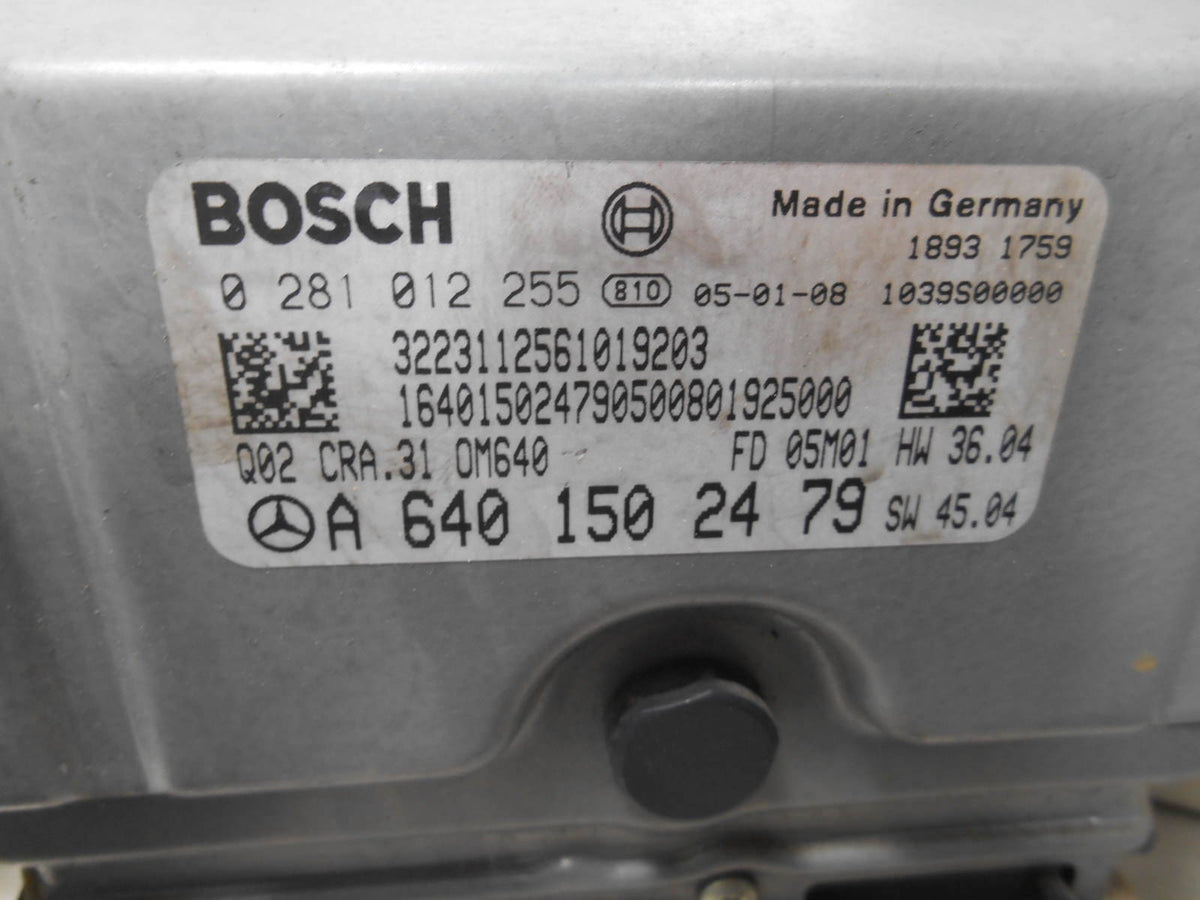 BOSCH Made in Germany
1893 1759
0 281 012 255 810 05-01-08 1039S00000
3223112561019203
164015024790500801925000
Q02 CRA.31 OM640 FD 05M01 HW 36.04
A 640 150 24 79 SW 45.04